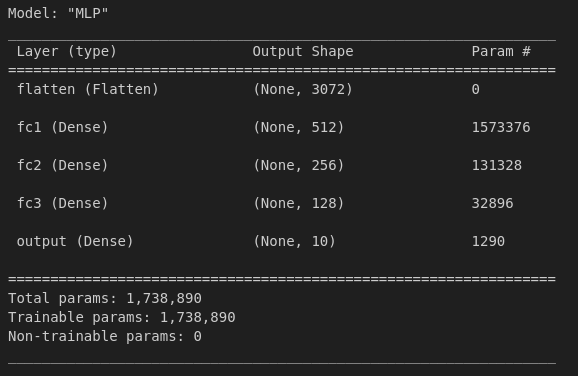 Model: "MLP"
_________________________________________________________________
Layer (type) Output Shape Param #
=================================================================
flatten (Flatten) (None, 3072) 0
fc1 (Dense) (None, 512) 1573376
fc2 (Dense) (None, 256) 131328
fc3 (Dense) (None, 128) 32896
output (Dense) (None, 10) 1290
=================================================================
Total params: 1,738,890
Trainable params: 1,738,890
Non-trainable params: 0
_________________________________________________________________